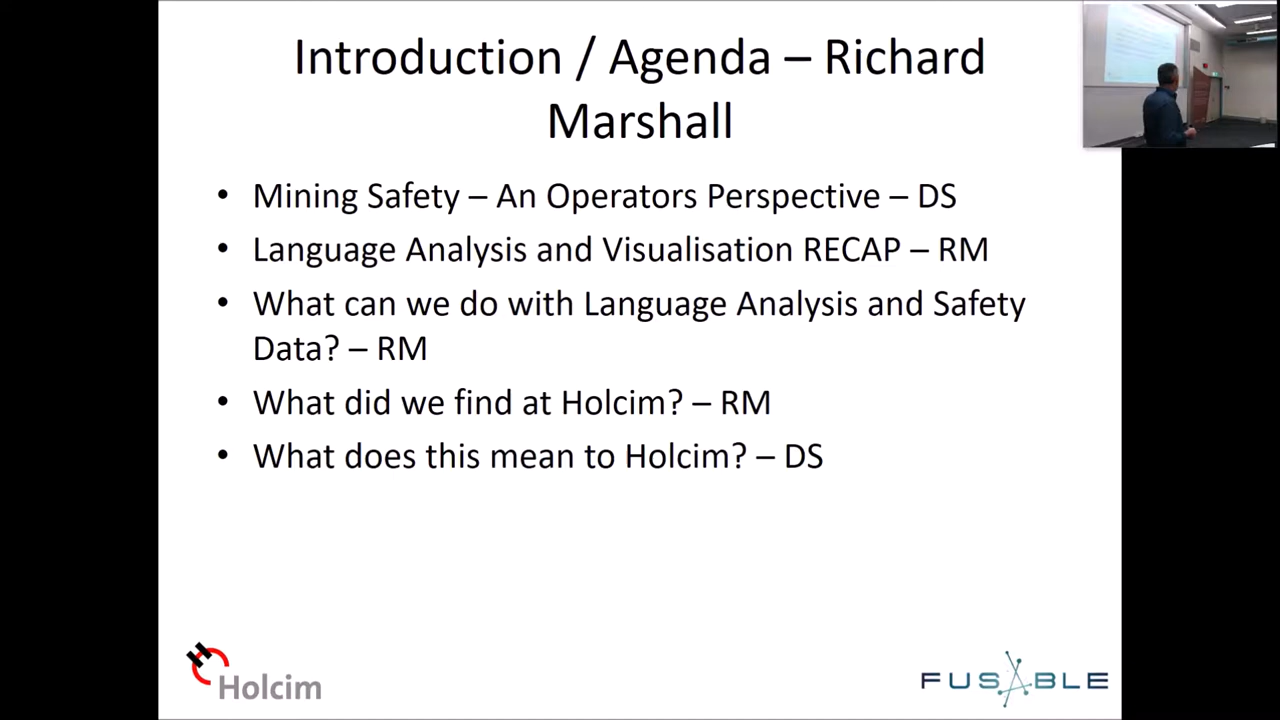 Introduction / Agenda – Richard
Marshall
• Mining Safety – An Operators Perspective – DS
• Language Analysis and Visualisation RECAP – RM
• What can we do with Language Analysis and Safety
Data? – RM
• What did we find at Holcim? – RM
• What does this mean to Holcim? – DS
Holcim
FUSABLE